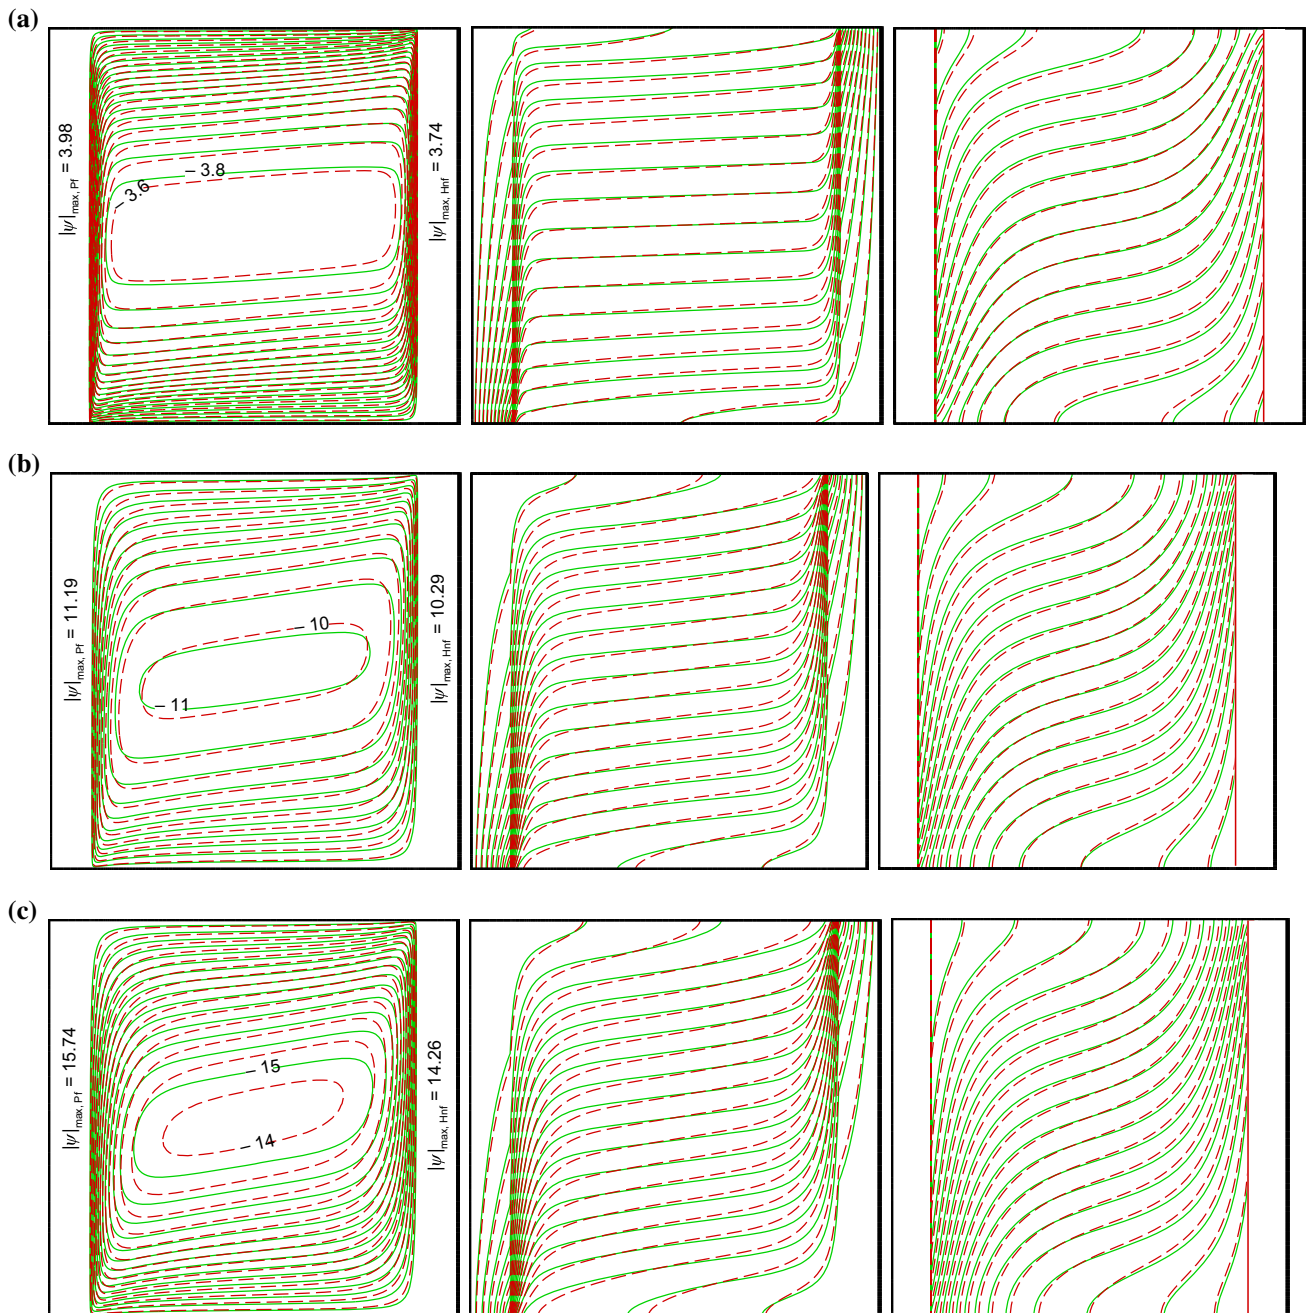 (a)
|ψ|max, Pf = 3.98
– 3.6
– 3.8
|ψ|max, Hnf = 3.74
(b)
|ψ|max, Pf = 11.19
– 10
– 11
|ψ|max, Hnf = 10.29
(c)
|ψ|max, Pf = 15.74
– 15
– 14
|ψ|max, Hnf = 14.26